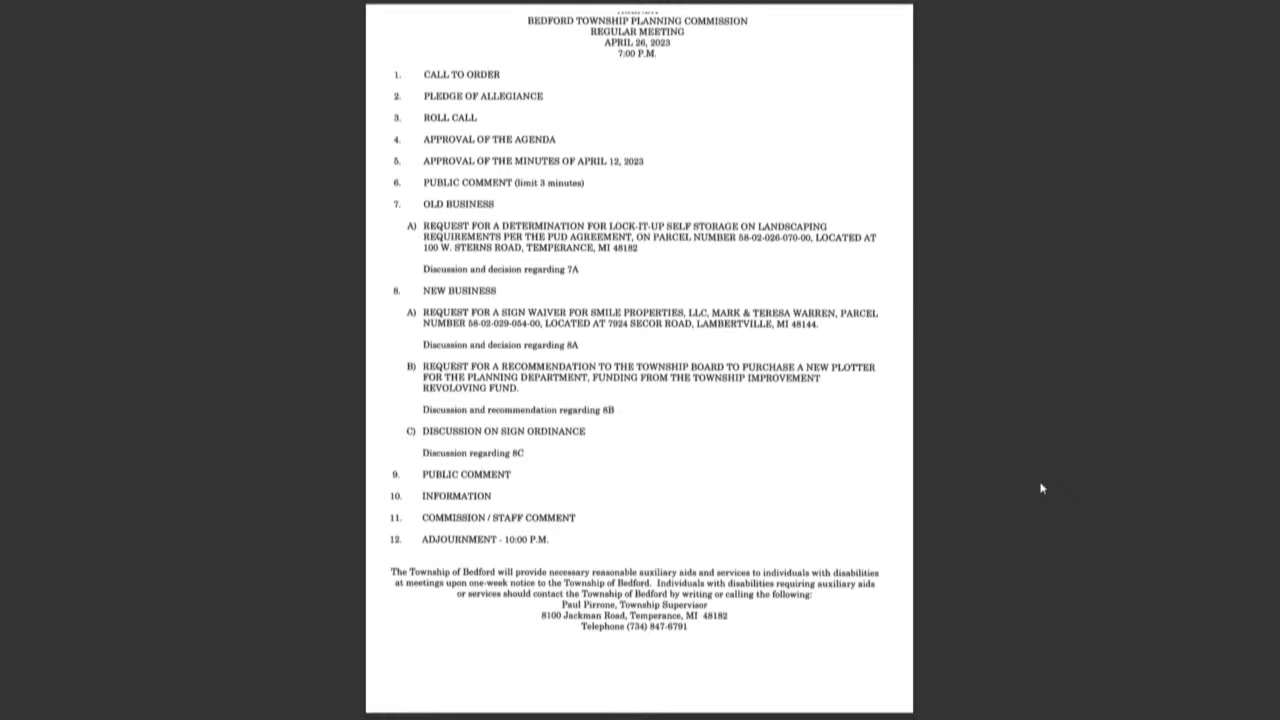 BEDFORD TOWNSHIP PLANNING COMMISSION
REGULAR MEETING
APRIL 26, 2023
7:00 P.M.
1. CALL TO ORDER
2. PLEDGE OF ALLEGIANCE
3. ROLL CALL
4. APPROVAL OF THE AGENDA
5. APPROVAL OF THE MINUTES OF APRIL 12, 2023
6. PUBLIC COMMENT (limit 3 minutes)
7. OLD BUSINESS
A) REQUEST FOR A DETERMINATION FOR LOCK-IT-UP SELF STORAGE ON LANDSCAPING
REQUIREMENTS PER THE PUD AGREEMENT, ON PARCEL NUMBER 58-02-026-070-00, LOCATED AT
100 W. STERNS ROAD, TEMPERANCE, MI 48182
Discussion and decision regarding 7A
8. NEW BUSINESS
A) REQUEST FOR A SIGN WAIVER FOR SMILE PROPERTIES, LLC, MARK & TERESA WARREN, PARCEL
NUMBER 58-02-029-054-00, LOCATED AT 7924 SECOR ROAD, LAMBERTVILLE, MI 48144.
Discussion and decision regarding 8A
B) REQUEST FOR A RECOMMENDATION TO THE TOWNSHIP BOARD TO PURCHASE A NEW PLOTTER
FOR THE PLANNING DEPARTMENT, FUNDING FROM THE TOWNSHIP IMPROVEMENT
REVOLOVING FUND.
Discussion and recommendation regarding 8B
C) DISCUSSION ON SIGN ORDINANCE
Discussion regarding 8C
9. PUBLIC COMMENT
10. INFORMATION
11. COMMISSION / STAFF COMMENT
12. ADJOURNMENT - 10:00 P.M.
The Township of Bedford will provide necessary reasonable auxiliary aids and services to individuals with disabilities
at meetings upon one-week notice to the Township of Bedford. Individuals with disabilities requiring auxiliary aids
or services should contact the Township of Bedford by writing or calling the following:
Paul Pirrone, Township Supervisor
8100 Jackman Road, Temperance, MI 48182
Telephone (734) 847-6791